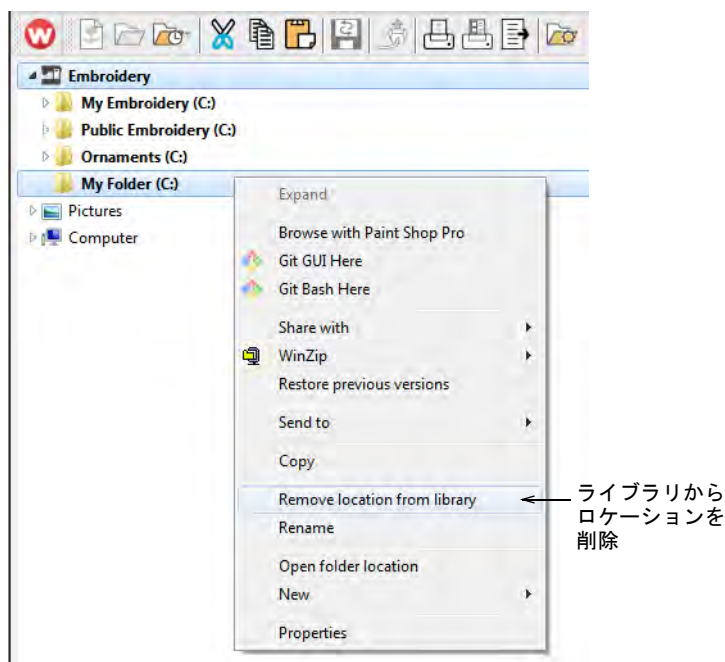 W
Embroidery
My Embroidery (C:)
Public Embroidery (C:)
Ornaments (C:)
My Folder (C:)
Pictures
Computer
Expand
Browse with Paint Shop Pro
Git GUI Here
Git Bash Here
Share with
WinZip
Restore previous versions
Send to
Copy
Remove location from library
Rename
Open folder location
New
Properties
ライブラリから
ロケーションを
削除